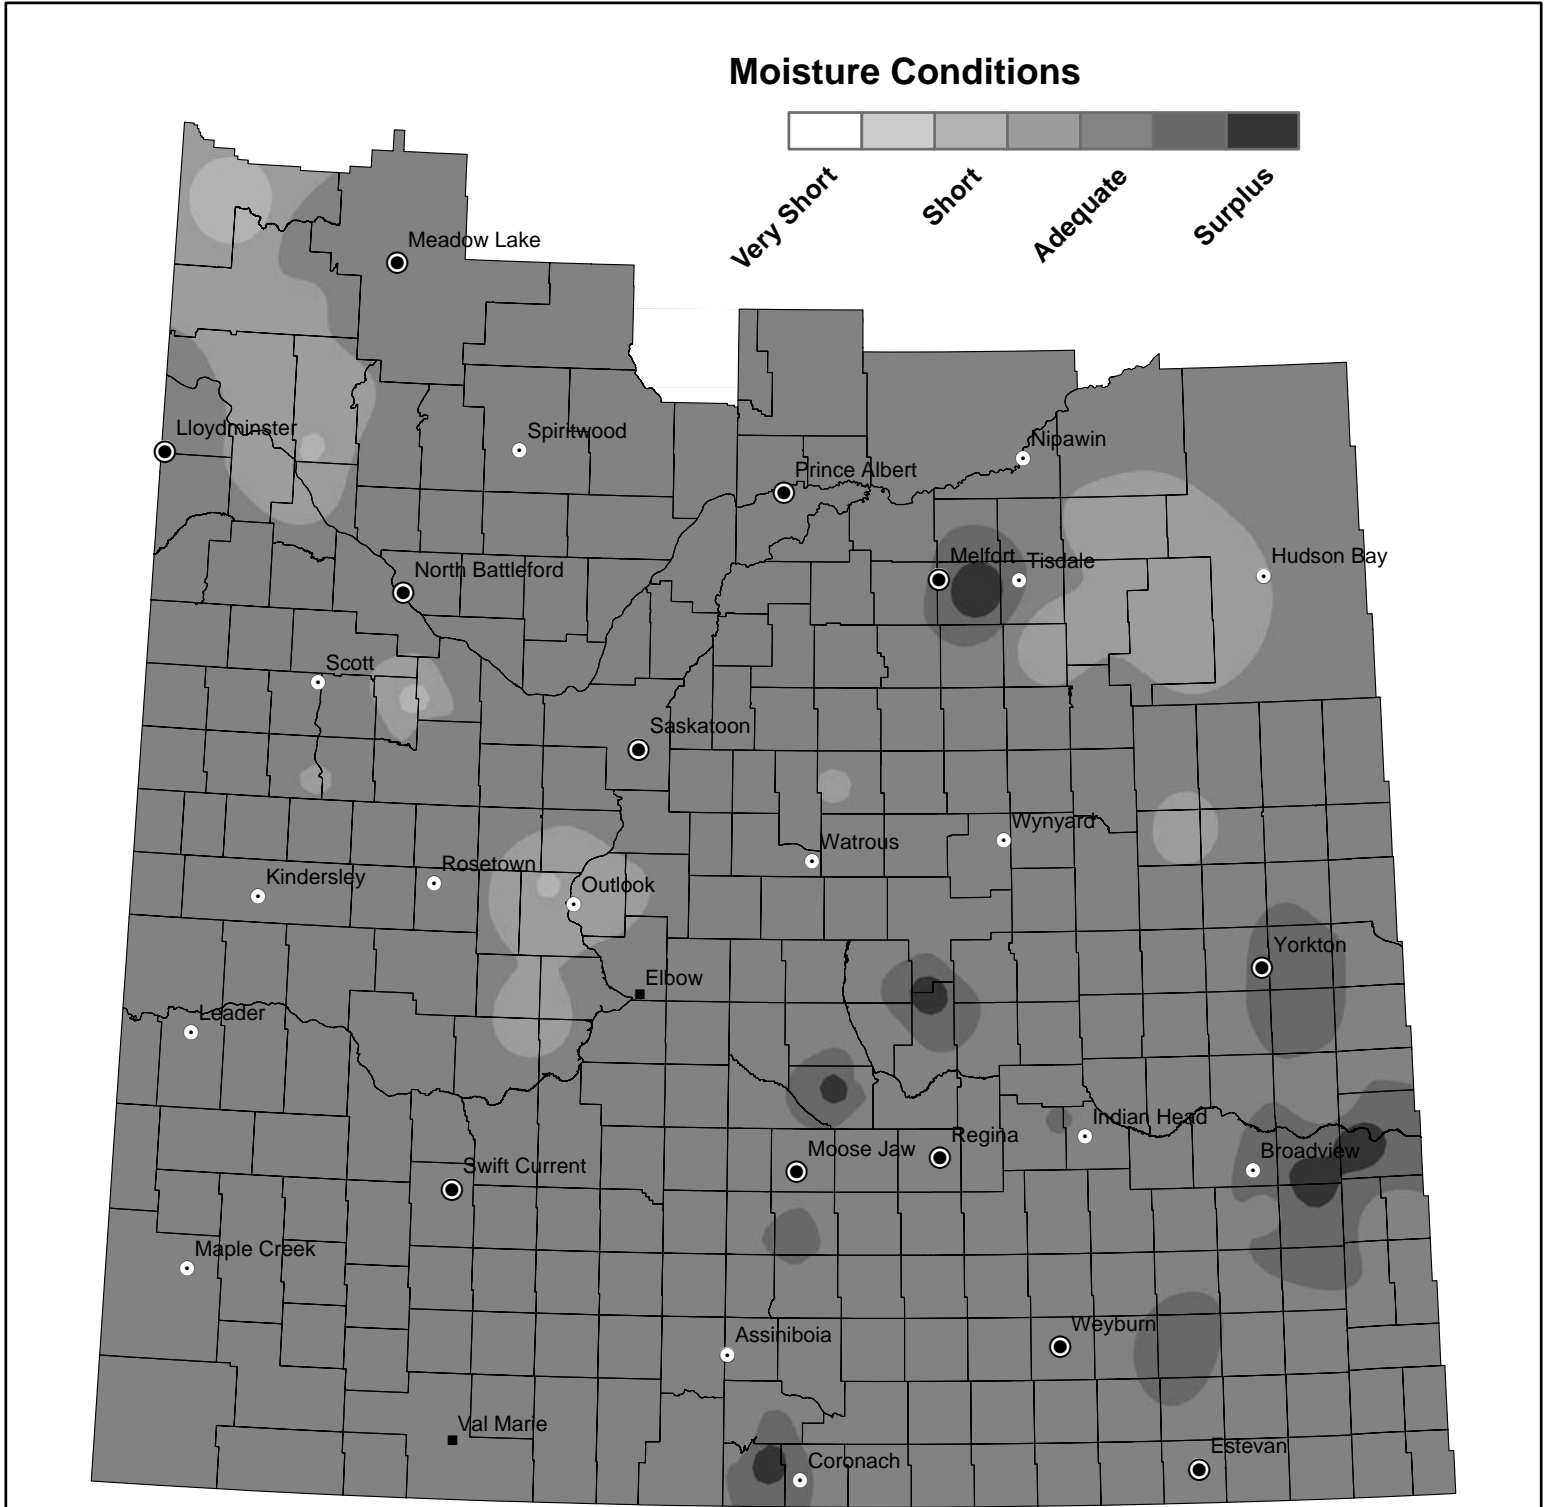 Moisture Conditions
Very Short
Short
Adequate
Surplus
Meadow Lake
Lloydminster
Spiritwood
Nipawin
Prince Albert
Melfort
Tisdale
Hudson Bay
North Battleford
Scott
Saskatoon
Wynyard
Watrous
Rosetown
Kindersley
Outlook
Yorkton
Elbow
Leader
Indian Head
Regina
Moose Jaw
Broadview
Swift Current
Maple Creek
Weyburn
Assiniboia
Val Marie
Estevan
Coronach